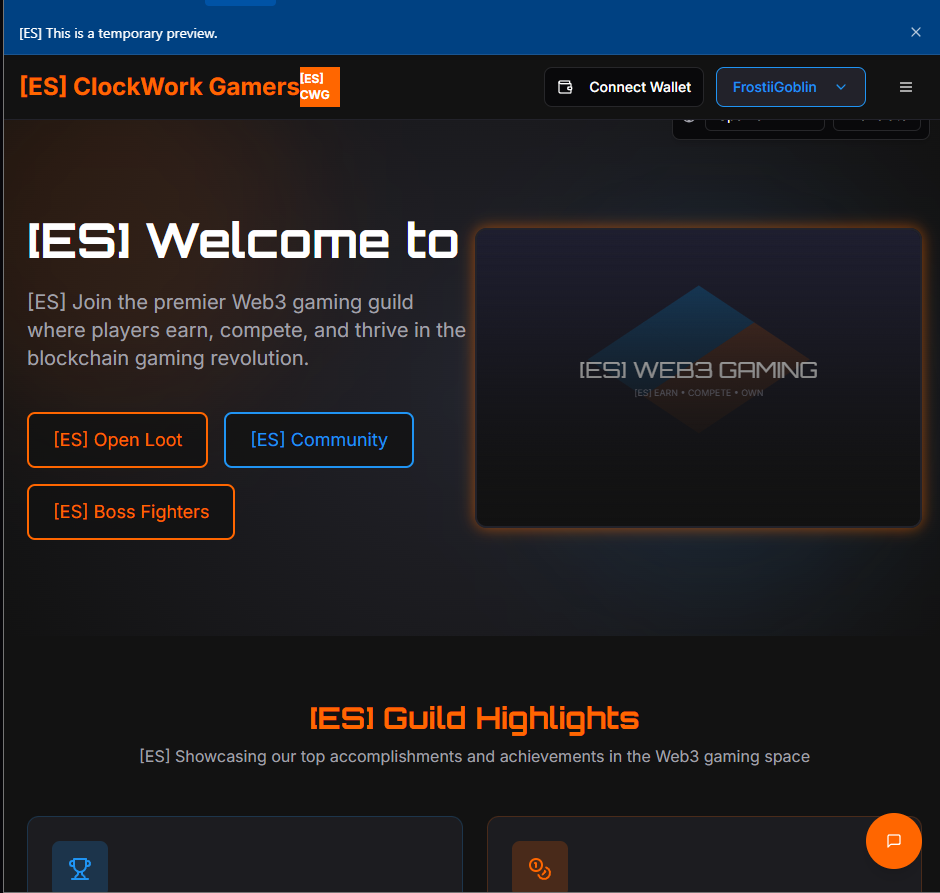 [ES] This is a temporary preview.
[ES] ClockWork Gamers
[ES]
CWG
Connect Wallet
FrostiiGoblin
[ES] Welcome to
[ES] Join the premier Web3 gaming guild
where players earn, compete, and thrive in the
blockchain gaming revolution.
[ES] WEB3 GAMING
[ES] EARN • COMPETE • OWN
[ES] Open Loot
[ES] Community
[ES] Boss Fighters
[ES] Guild Highlights
[ES] Showcasing our top accomplishments and achievements in the Web3 gaming space